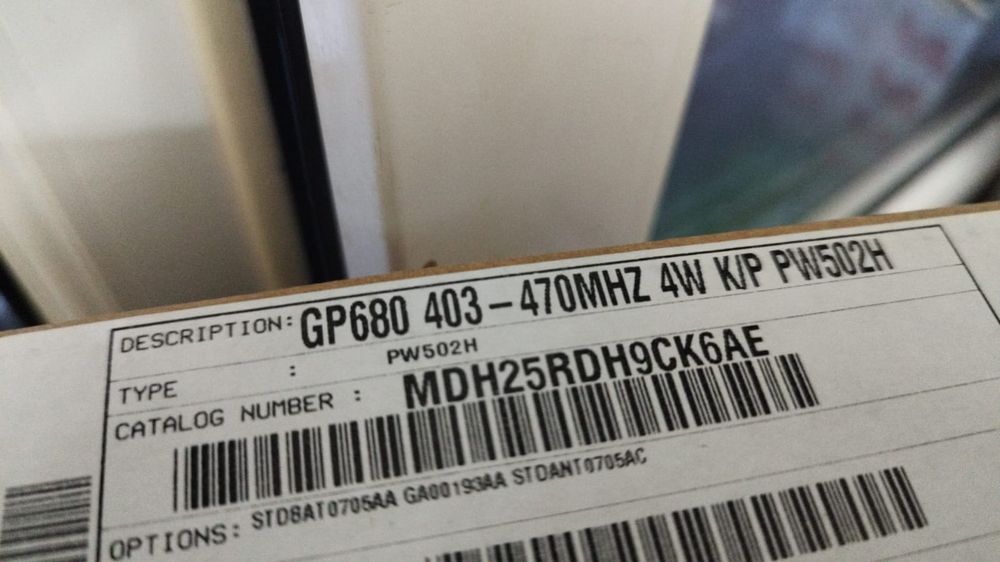 DESCRIPTION: GP680 403-470MHZ 4W K/P PW502H
TYPE : PW502H
CATALOG NUMBER : MDH25RDH9CK6AE
OPTIONS: STDBAT0705AA GA00193AA STDANT0705AC